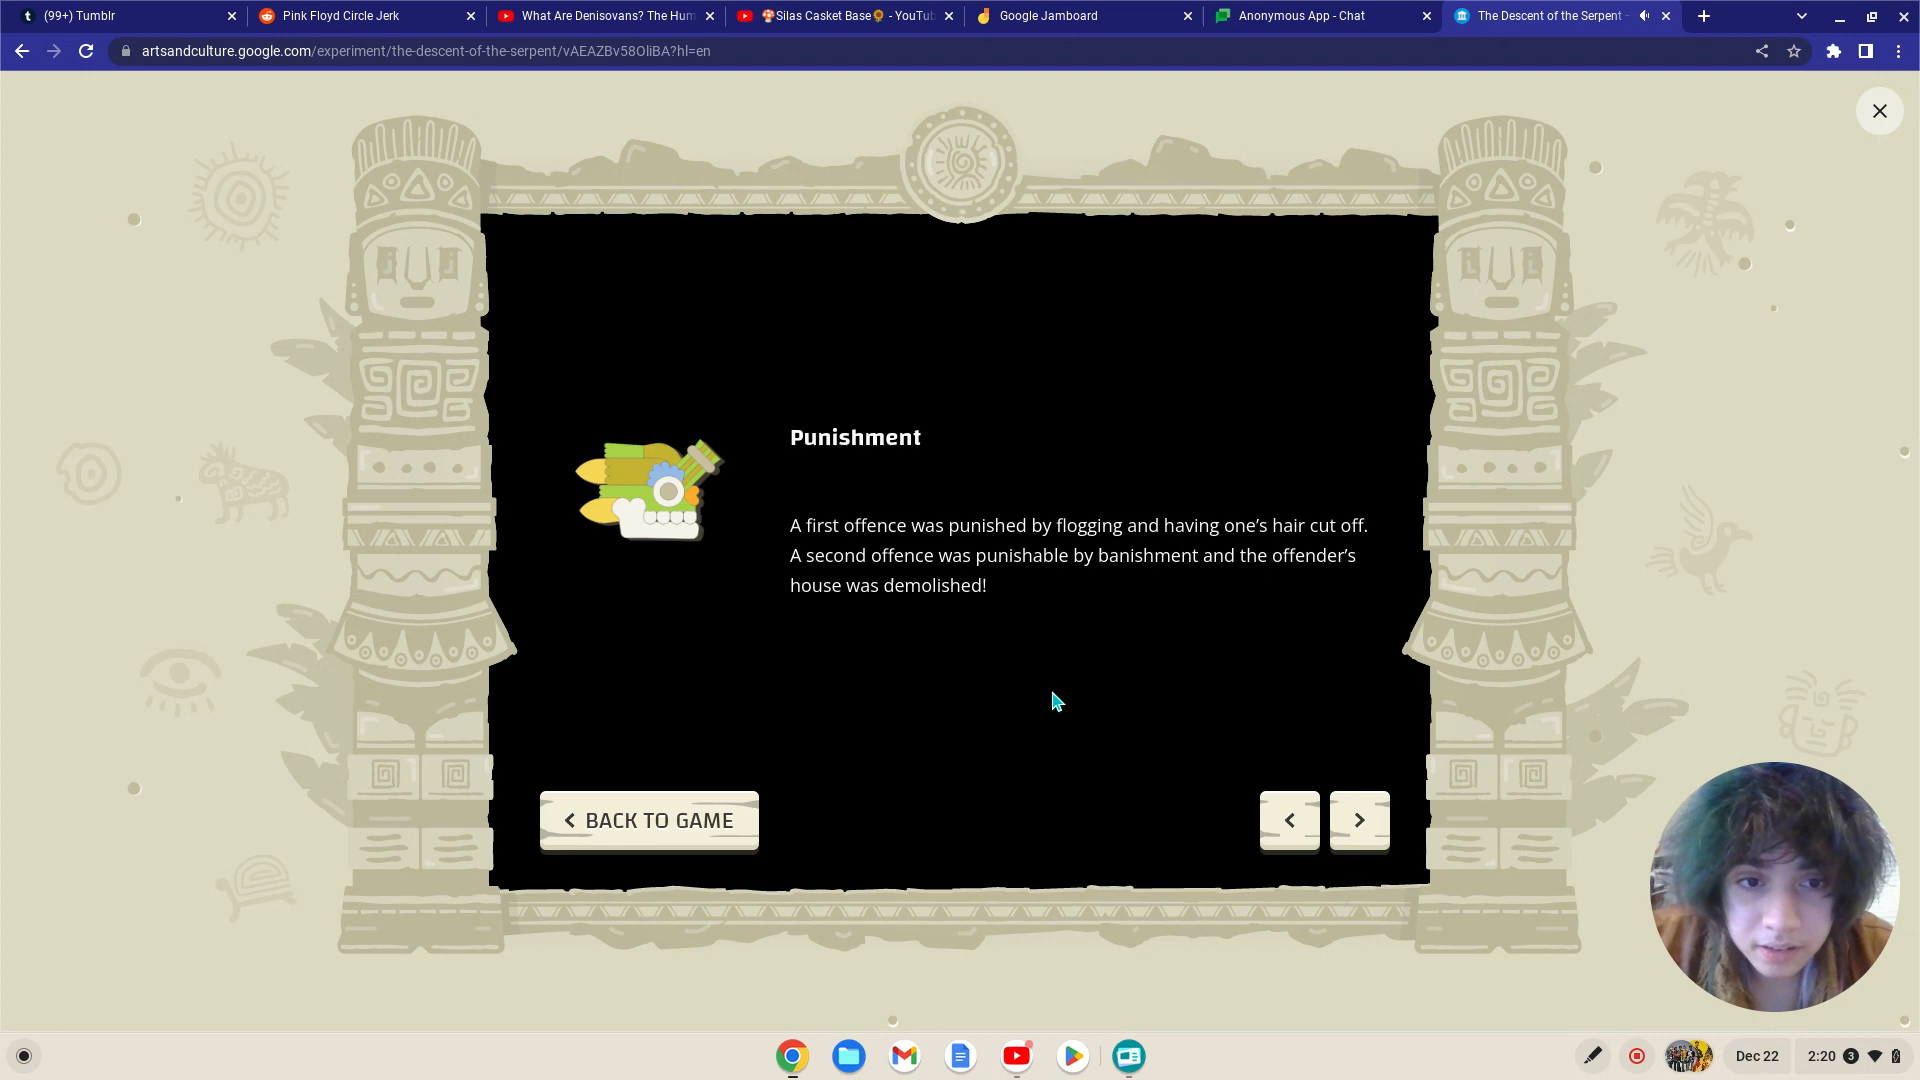 (99+) Tumblr
Pink Floyd Circle Jerk
What Are Denisovans? The Hum
🍄Silas Casket Base🌻 - YouTub
Google Jamboard
Anonymous App - Chat
The Descent of the Serpent -
artsandculture.google.com/experiment/the-descent-of-the-serpent/vAEAZBv58OliBA?hl=en
Punishment
A first offence was punished by flogging and having one’s hair cut off.
A second offence was punishable by banishment and the offender’s
house was demolished!
BACK TO GAME
Dec 22
2:20
3